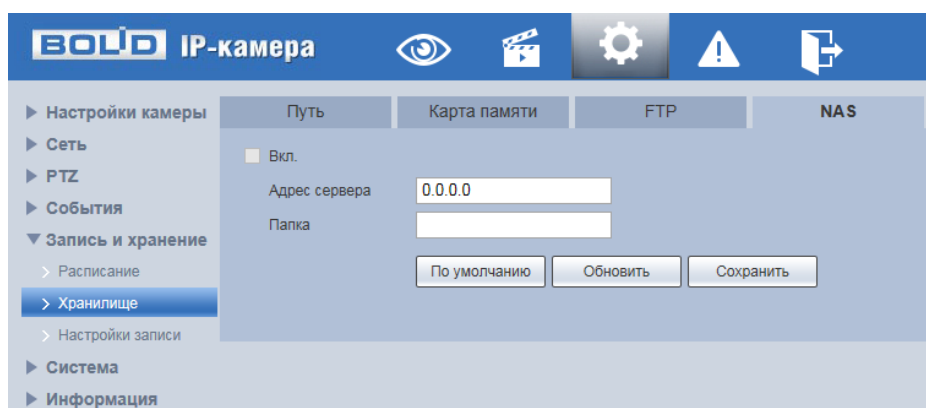 BOLID IP-камера
Настройки камеры
Сеть
PTZ
События
Запись и хранение
Расписание
Хранилище
Настройки записи
Система
Информация
Путь Карта памяти FTP NAS
Вкл.
Адрес сервера 0.0.0.0
Папка
По умолчанию Обновить Сохранить